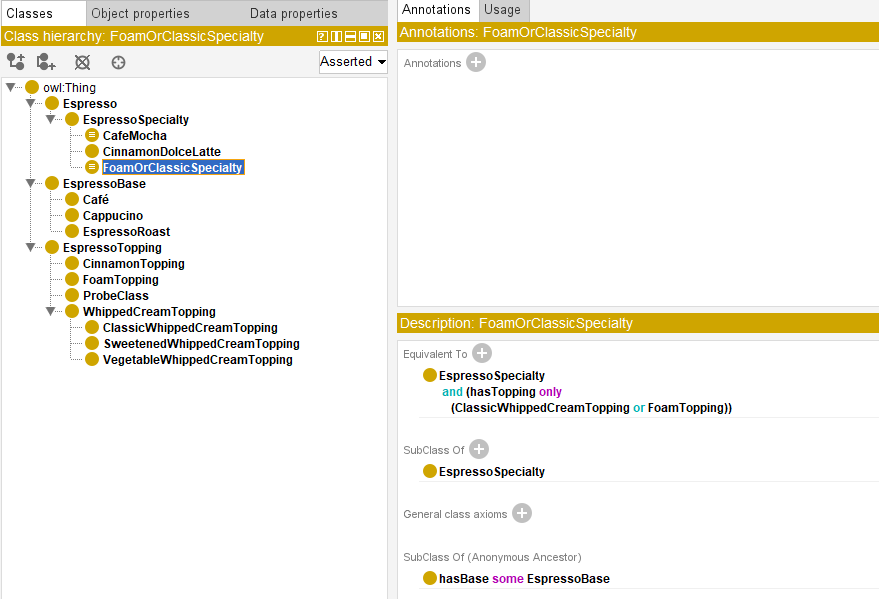 Classes Object properties Data properties
Class hierarchy: FoamOrClassicSpecialty
Asserted
owl:Thing
Espresso
EspressoSpecialty
CafeMocha
CinnamonDolceLatte
FoamOrClassicSpecialty
EspressoBase
Café
Cappucino
EspressoRoast
EspressoTopping
CinnamonTopping
FoamTopping
ProbeClass
WhippedCreamTopping
ClassicWhippedCreamTopping
SweetenedWhippedCreamTopping
VegetableWhippedCreamTopping
Annotations Usage
Annotations: FoamOrClassicSpecialty
Annotations
Description: FoamOrClassicSpecialty
Equivalent To
EspressoSpecialty
and (hasTopping only
(ClassicWhippedCreamTopping or FoamTopping))
SubClass Of
EspressoSpecialty
General class axioms
SubClass Of (Anonymous Ancestor)
hasBase some EspressoBase